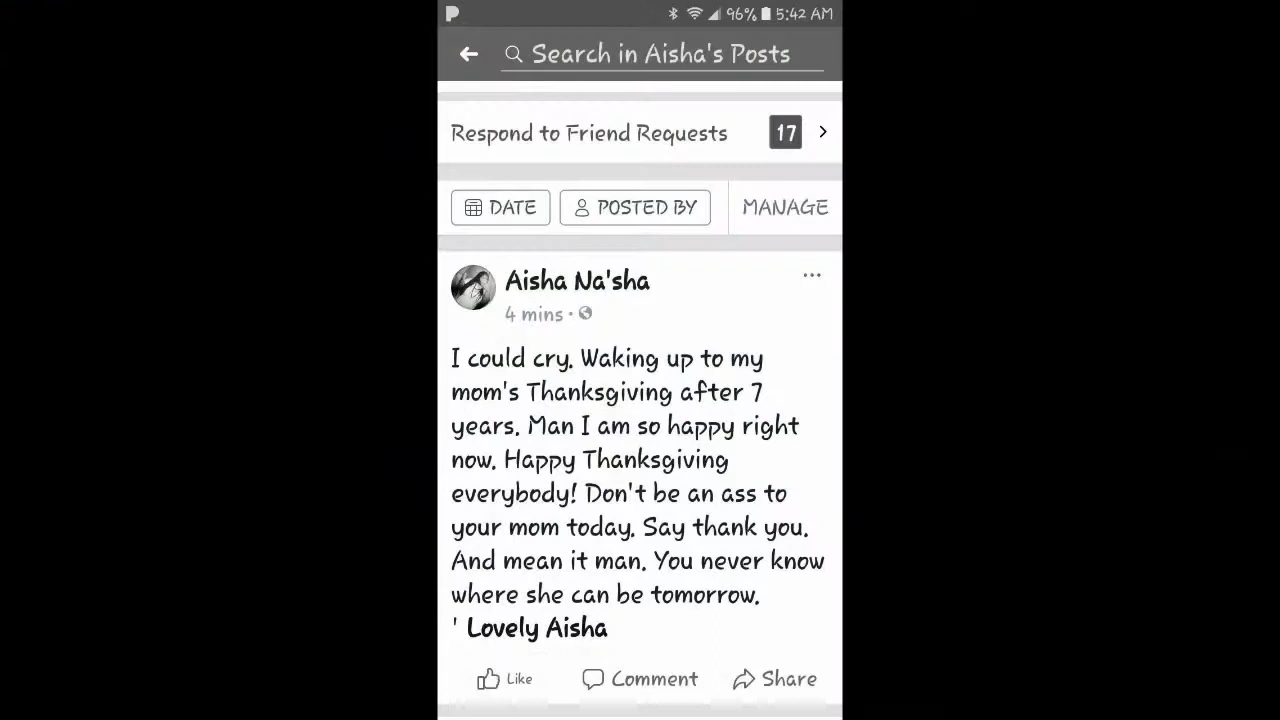 96% 5:42 AM
Search in Aisha's Posts
Respond to Friend Requests 17
DATE POSTED BY MANAGE
Aisha Na'sha
4 mins
I could cry. Waking up to my
mom's Thanksgiving after 7
years. Man I am so happy right
now. Happy Thanksgiving
everybody! Don't be an ass to
your mom today. Say thank you.
And mean it man. You never know
where she can be tomorrow.
' Lovely Aisha
Like Comment Share